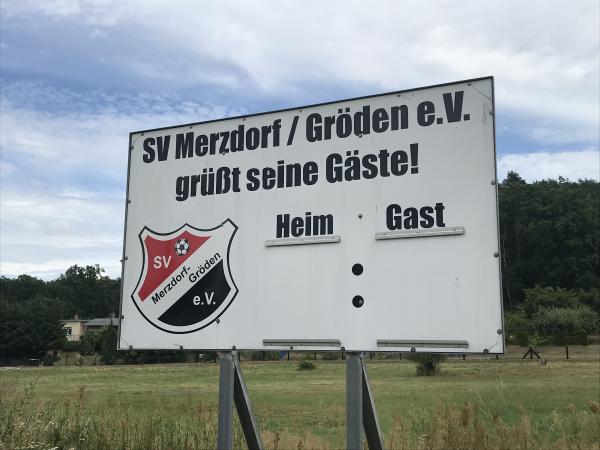 SV Merzdorf / Gröden e.V.
grüßt seine Gäste!
Heim : Gast
SV
Merzdorf-
Gröden
e.V.